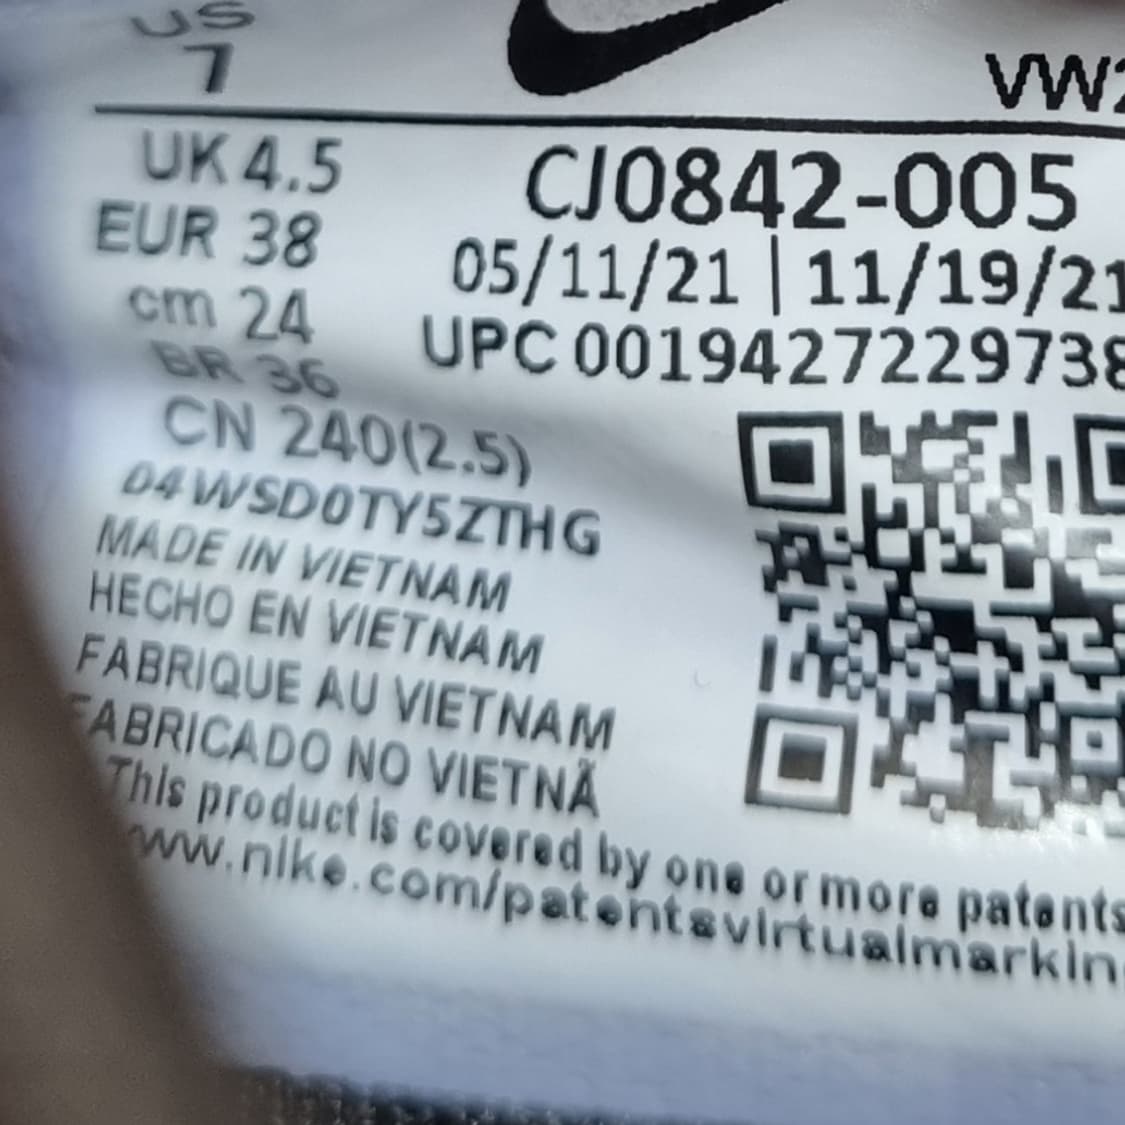 US
7
VW2
UK 4.5
CJ0842-005
EUR 38
05/11/21 | 11/19/21
cm 24
UPC 0019427229738
BR 36
CN 240(2.5)
04WSD0TY5ZTHG
MADE IN VIETNAM
HECHO EN VIETNAM
FABRIQUE AU VIETNAM
FABRICADO NO VIETNÃ
This product is covered by one or more patents
www.nike.com/patentsvirtualmarkin